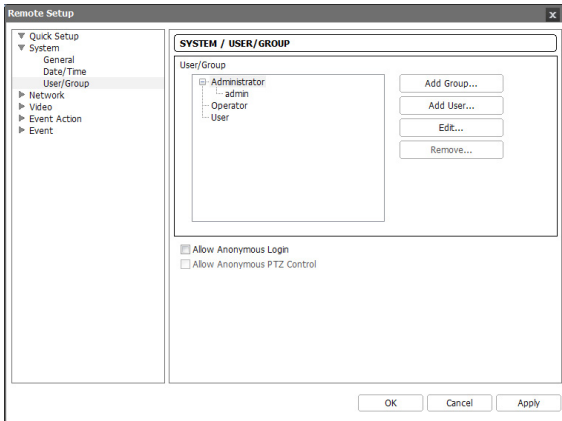 Remote Setup
x
Quick Setup
System
General
Date/Time
User/Group
Network
Video
Event Action
Event
SYSTEM / USER/GROUP
User/Group
Administrator
admin
Operator
User
Add Group...
Add User...
Edit...
Remove...
Allow Anonymous Login
Allow Anonymous PTZ Control
OK
Cancel
Apply